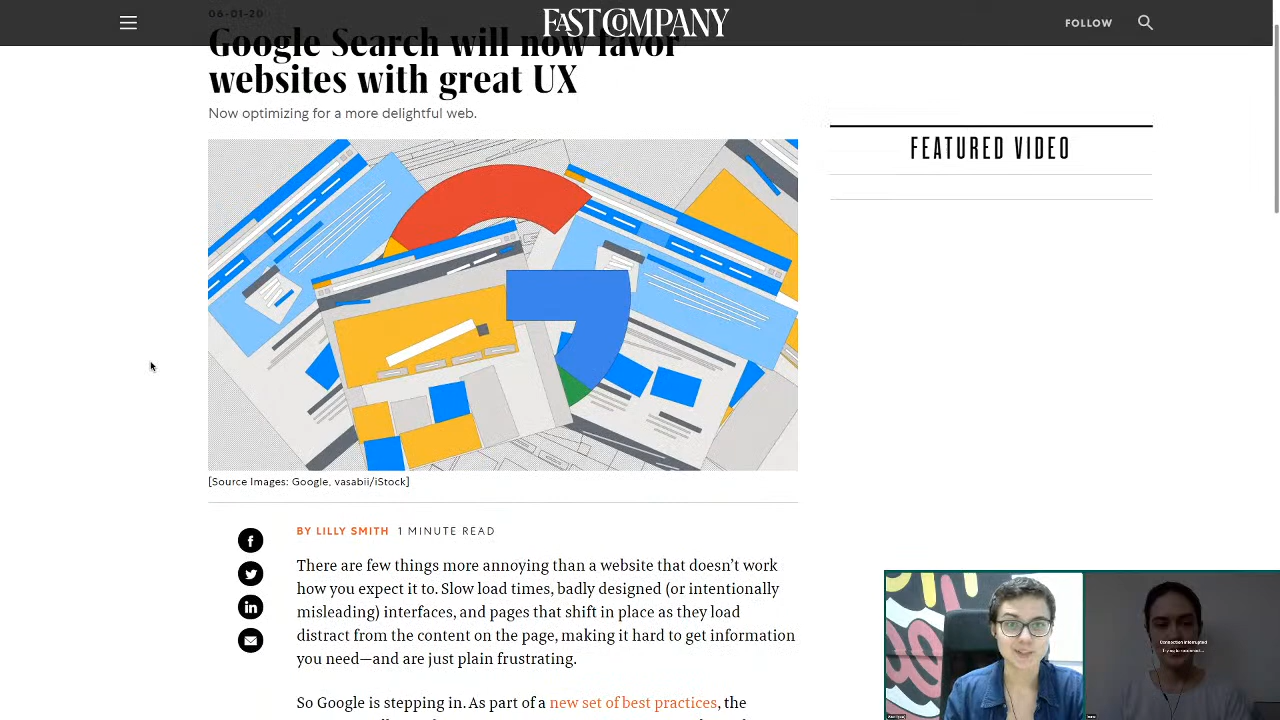 06-01-20
FAST COMPANY
FOLLOW
Google Search will now favor
websites with great UX
Now optimizing for a more delightful web.
FEATURED VIDEO
[Source Images: Google, vasabii/iStock]
BY LILLY SMITH 1 MINUTE READ
There are few things more annoying than a website that doesn’t work
how you expect it to. Slow load times, badly designed (or intentionally
misleading) interfaces, and pages that shift in place as they load
distract from the content on the page, making it hard to get information
you need—and are just plain frustrating.
So Google is stepping in. As part of a new set of best practices, the
Connection interrupted
Trying to reconnect...